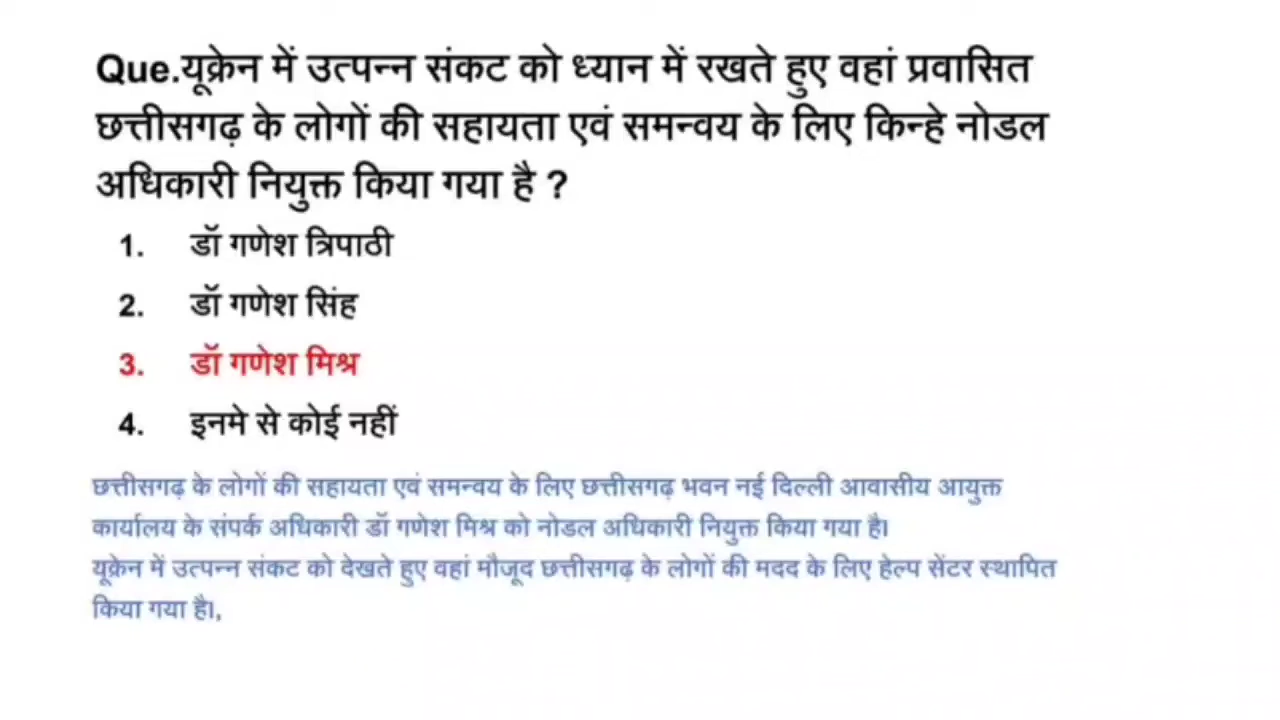 Que.यूक्रेन में उत्पन्न संकट को ध्यान में रखते हुए वहां प्रवासित
छत्तीसगढ़ के लोगों की सहायता एवं समन्वय के लिए किन्हे नोडल
अधिकारी नियुक्त किया गया है ?
1. डॉ गणेश त्रिपाठी
2. डॉ गणेश सिंह
3. डॉ गणेश मिश्र
4. इनमे से कोई नहीं
छत्तीसगढ़ के लोगों की सहायता एवं समन्वय के लिए छत्तीसगढ़ भवन नई दिल्ली आवासीय आयुक्त
कार्यालय के संपर्क अधिकारी डॉ गणेश मिश्र को नोडल अधिकारी नियुक्त किया गया है।
यूक्रेन में उत्पन्न संकट को देखते हुए वहां मौजूद छत्तीसगढ़ के लोगों की मदद के लिए हेल्प सेंटर स्थापित
किया गया है।,